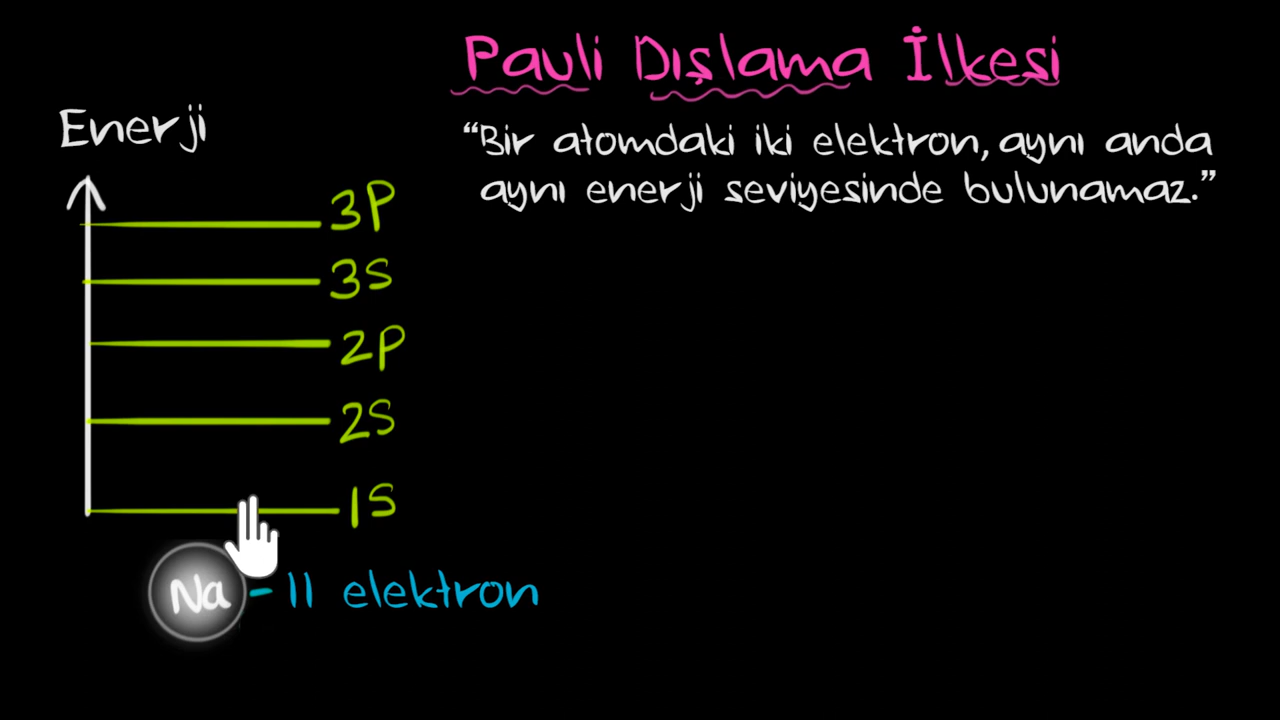 Pauli Dışlama İlkesi
Enerji
“Bir atomdaki iki elektron, aynı anda
aynı enerji seviyesinde bulunamaz.”
3P
3S
2P
2S
1S
Na - 11 elektron